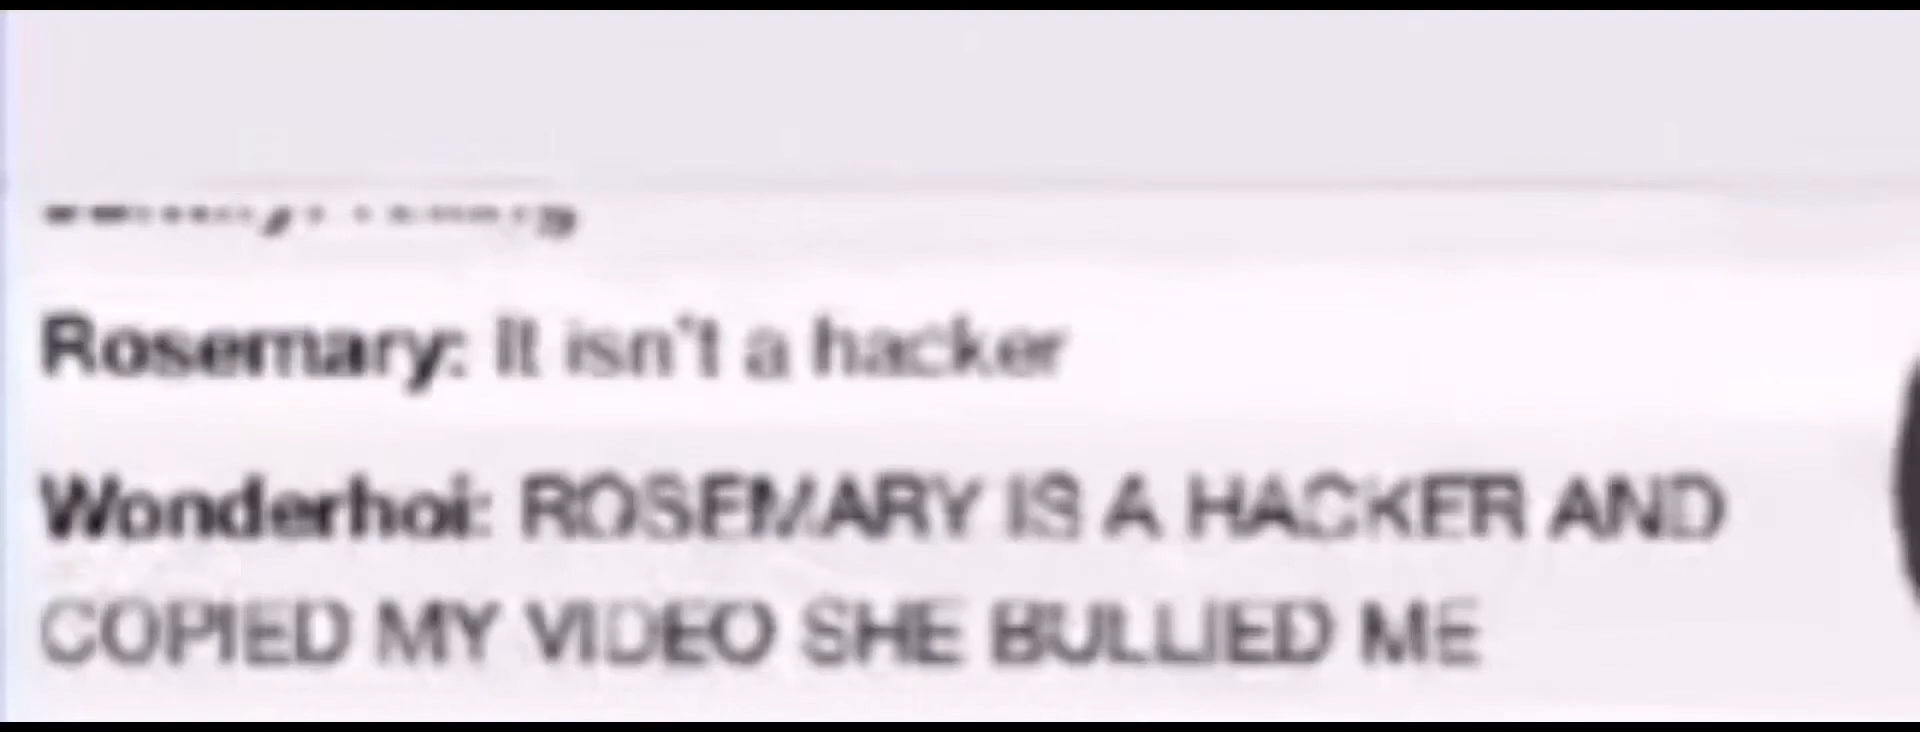 Rosemary: It isn't a hacker
Wonderhoi: ROSEMARY IS A HACKER AND
COPIED MY VIDEO SHE BULLIED ME